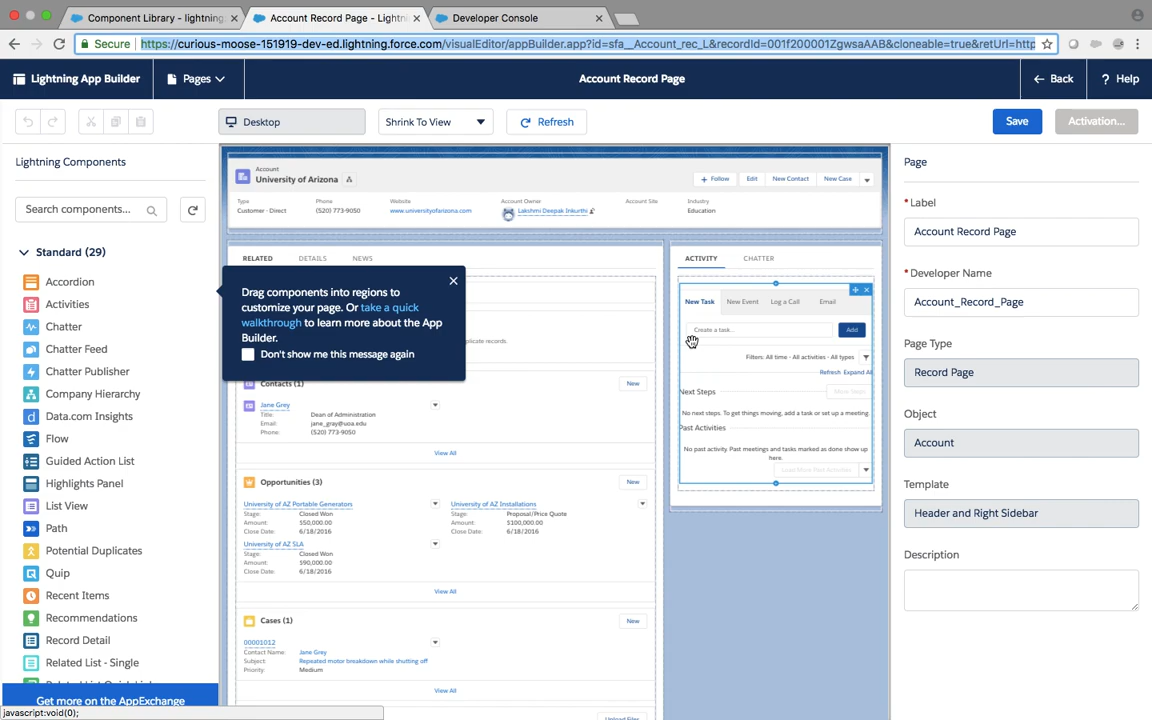 Component Library - lightning.
Account Record Page - Lightni
Developer Console
Secure
https://curious-moose-151919-dev-ed.lightning.force.com/visualEditor/appBuilder.app?id=sfa__Account_rec_L&recordId=001f200001ZgwsaAAB&cloneable=true&retUrl=http
Lightning App Builder
Pages
Account Record Page
Back
? Help
Desktop
Shrink To View
Refresh
Save
Activation...
Lightning Components
Search components...
Standard (29)
Accordion
Activities
Chatter
Chatter Feed
Chatter Publisher
Company Hierarchy
Data.com Insights
Flow
Guided Action List
Highlights Panel
List View
Path
Potential Duplicates
Quip
Recent Items
Recommendations
Record Detail
Related List - Single
Get more on the AppExchange
javascript:void(0);
Account
University of Arizona
+ Follow
Edit
New Contact
New Case
Type
Customer - Direct
Phone
(520) 773-9050
Website
www.universityofarizona.com
Account Owner
Lakshmi Deepak Inkurthi
Account Site
Industry
Education
RELATED
DETAILS
NEWS
Drag components into regions to
customize your page. Or take a quick
walkthrough to learn more about the App
Builder.
Don't show me this message again
plicate records.
Contacts (1)
New
Jane Grey
Title:
Dean of Administration
Email:
jane_gray@uoa.edu
Phone:
(520) 773-9050
View All
Opportunities (3)
New
University of AZ Portable Generators
Stage:
Closed Won
Amount:
$50,000.00
Close Date:
6/18/2016
University of AZ Installations
Stage:
Proposal/Price Quote
Amount:
$100,000.00
Close Date:
6/18/2016
University of AZ SLA
Stage:
Closed Won
Amount:
$90,000.00
Close Date:
6/18/2016
View All
Cases (1)
New
00001012
Contact Name:
Jane Grey
Subject:
Repeated motor breakdown while shutting off
Priority:
Medium
View All
Upload Files
ACTIVITY
CHATTER
New Task
New Event
Log a Call
Email
Create a task...
Add
Filters: All time - All activities - All types
Refresh Expand All
Next Steps
More Steps
No next steps. To get things moving, add a task or set up a meeting.
Past Activities
No past activity. Past meetings and tasks marked as done show up
here.
Load More Past Activities
Page
* Label
Account Record Page
* Developer Name
Account_Record_Page
Page Type
Record Page
Object
Account
Template
Header and Right Sidebar
Description